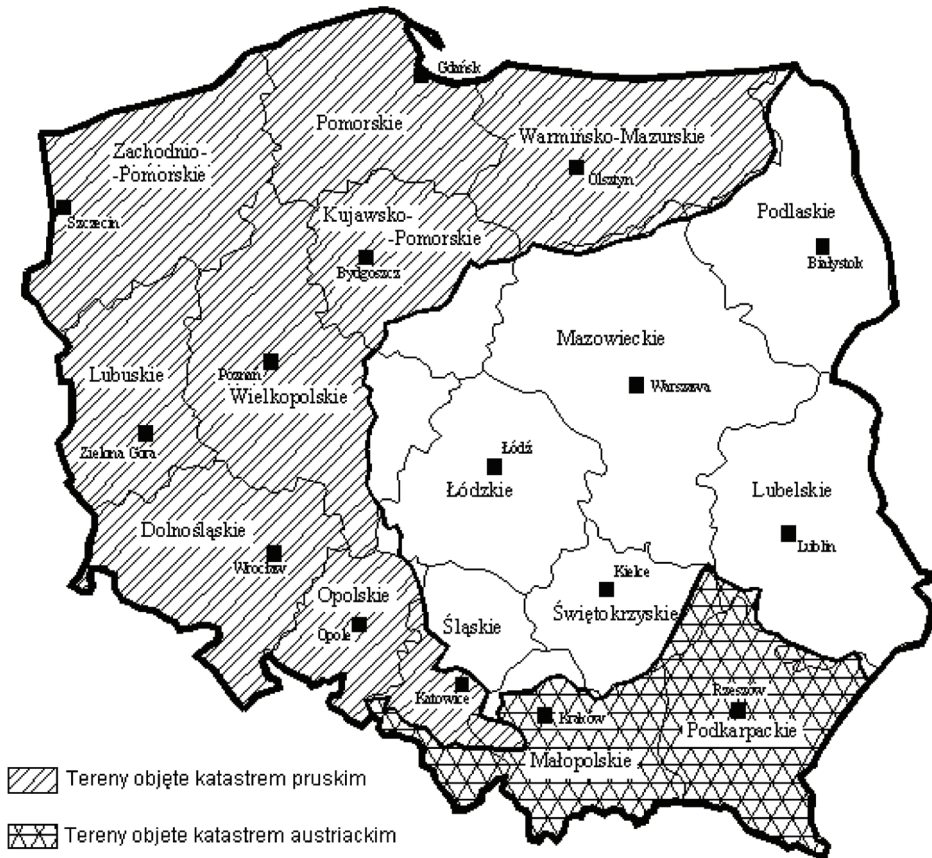 Gdańsk
Pomorskie
Zachodnio-
-Pomorskie
Warmińsko-Mazurskie
Olsztyn
Szczecin
Kujawsko-
-Pomorskie
Bydgoszcz
Podlaskie
Białystok
Mazowieckie
Lubuskie
Poznań
Wielkopolskie
Warszawa
Zielona Góra
Łódź
Łódzkie
Lubelskie
Dolnośląskie
Lublin
Wrocław
Kielce
Opolskie
Świętokrzyskie
Opole
Śląskie
Katowice
Rzeszów
Kraków
Podkarpackie
Małopolskie
Tereny objęte katastrem pruskim
Tereny objete katastrem austriackim